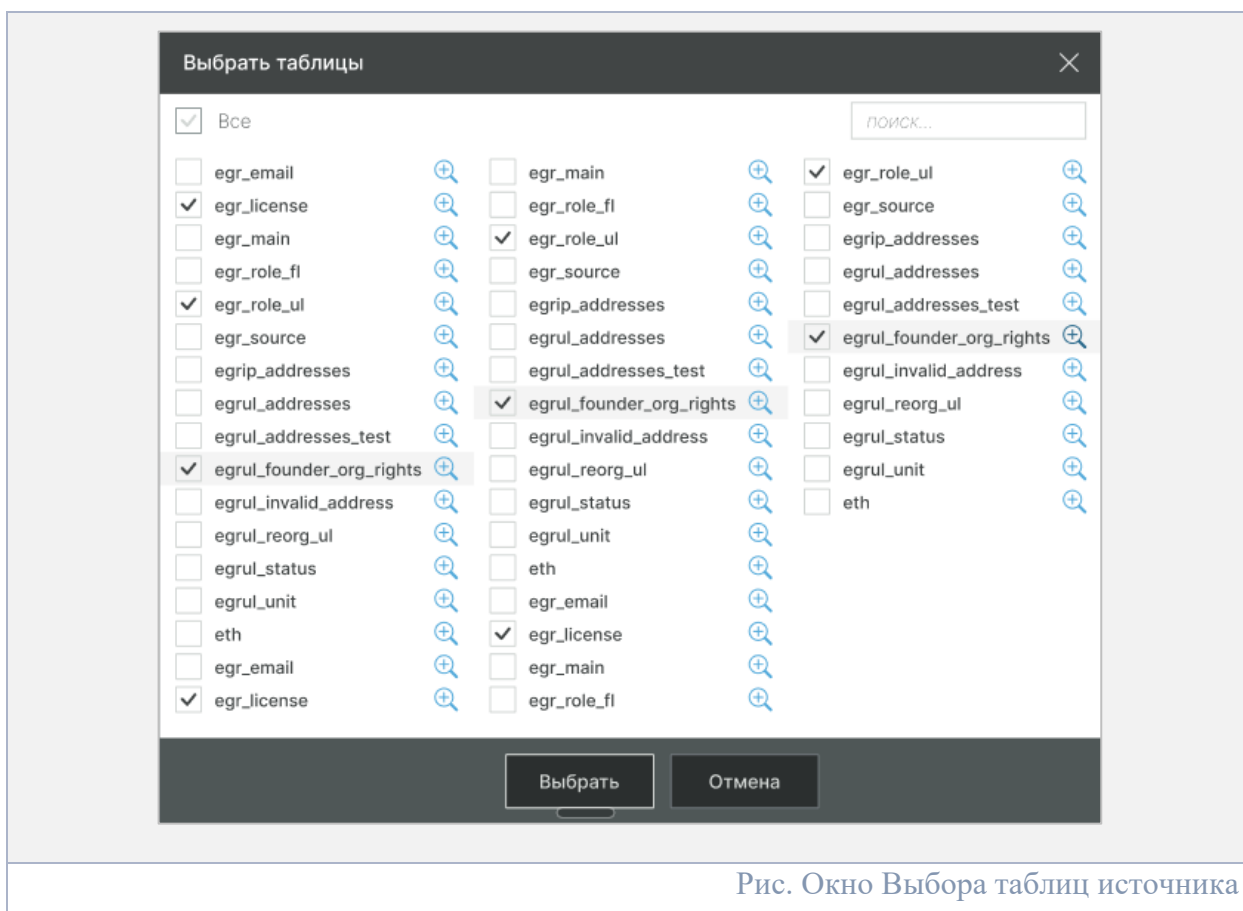 Выбрать таблицы
Все
поиск...
egr_email
egr_license
egr_main
egr_role_fl
egr_role_ul
egr_source
egrip_addresses
egrul_addresses
egrul_addresses_test
egrul_founder_org_rights
egrul_invalid_address
egrul_reorg_ul
egrul_status
egrul_unit
eth
egr_email
egr_license
egr_main
egr_role_fl
egr_role_ul
egr_source
egrip_addresses
egrul_addresses
egrul_addresses_test
egrul_founder_org_rights
egrul_invalid_address
egrul_reorg_ul
egrul_status
egrul_unit
eth
egr_email
egr_license
egr_main
egr_role_fl
egr_role_ul
egr_source
egrip_addresses
egrul_addresses
egrul_addresses_test
egrul_founder_org_rights
egrul_invalid_address
egrul_reorg_ul
egrul_status
egrul_unit
eth
Выбрать
Отмена
Рис. Окно Выбора таблиц источника